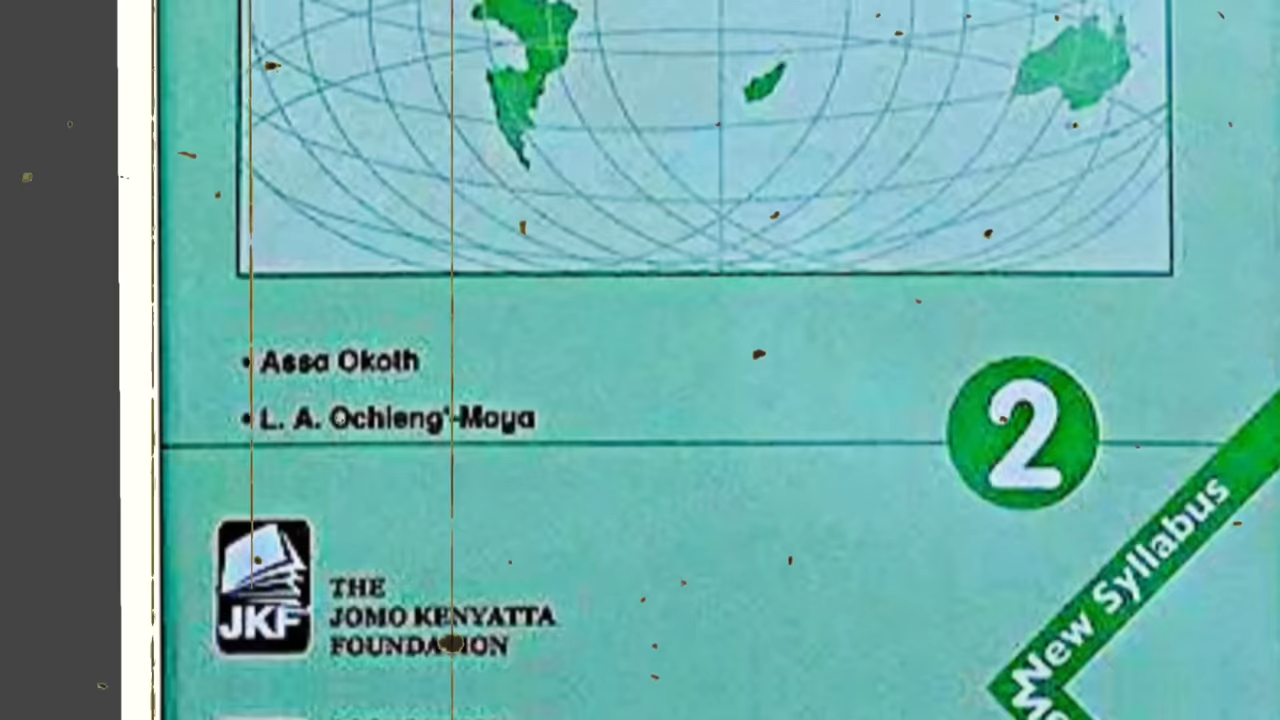 • Assa Okoth
• L. A. Ochieng'-Moya
2
New Syllabus
JKF
THE
JOMO KENYATTA
FOUNDATION